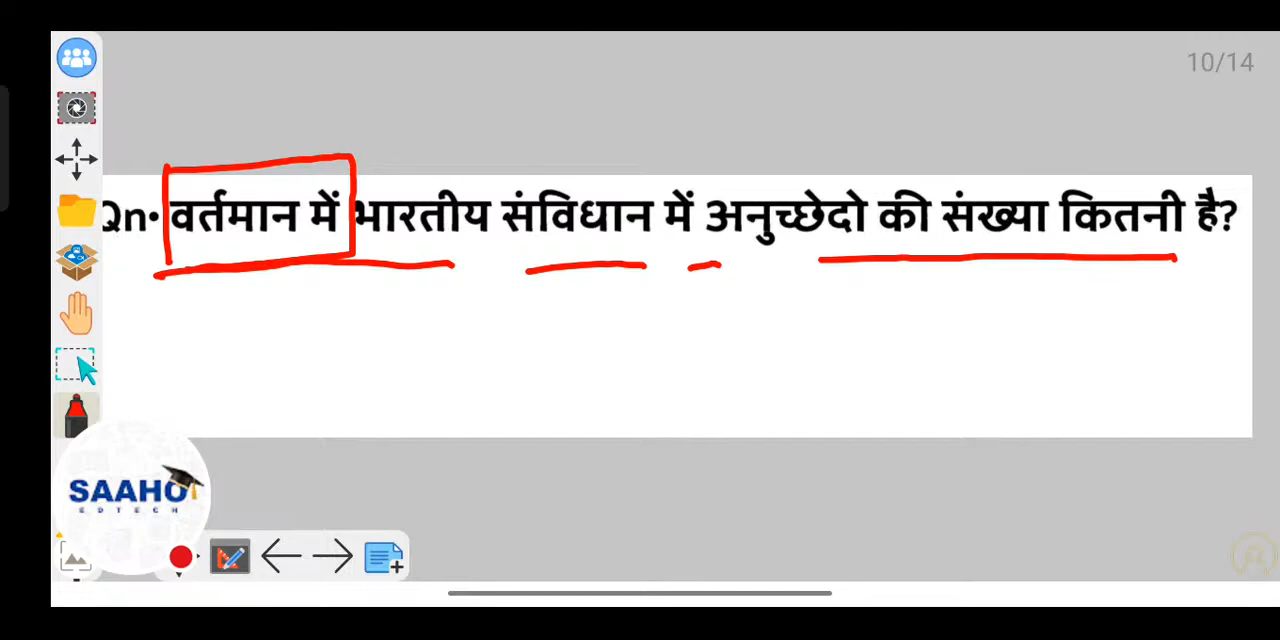 10/14
Qn• वर्तमान में भारतीय संविधान में अनुच्छेदो की संख्या कितनी है?
SAAHO
EDTECH